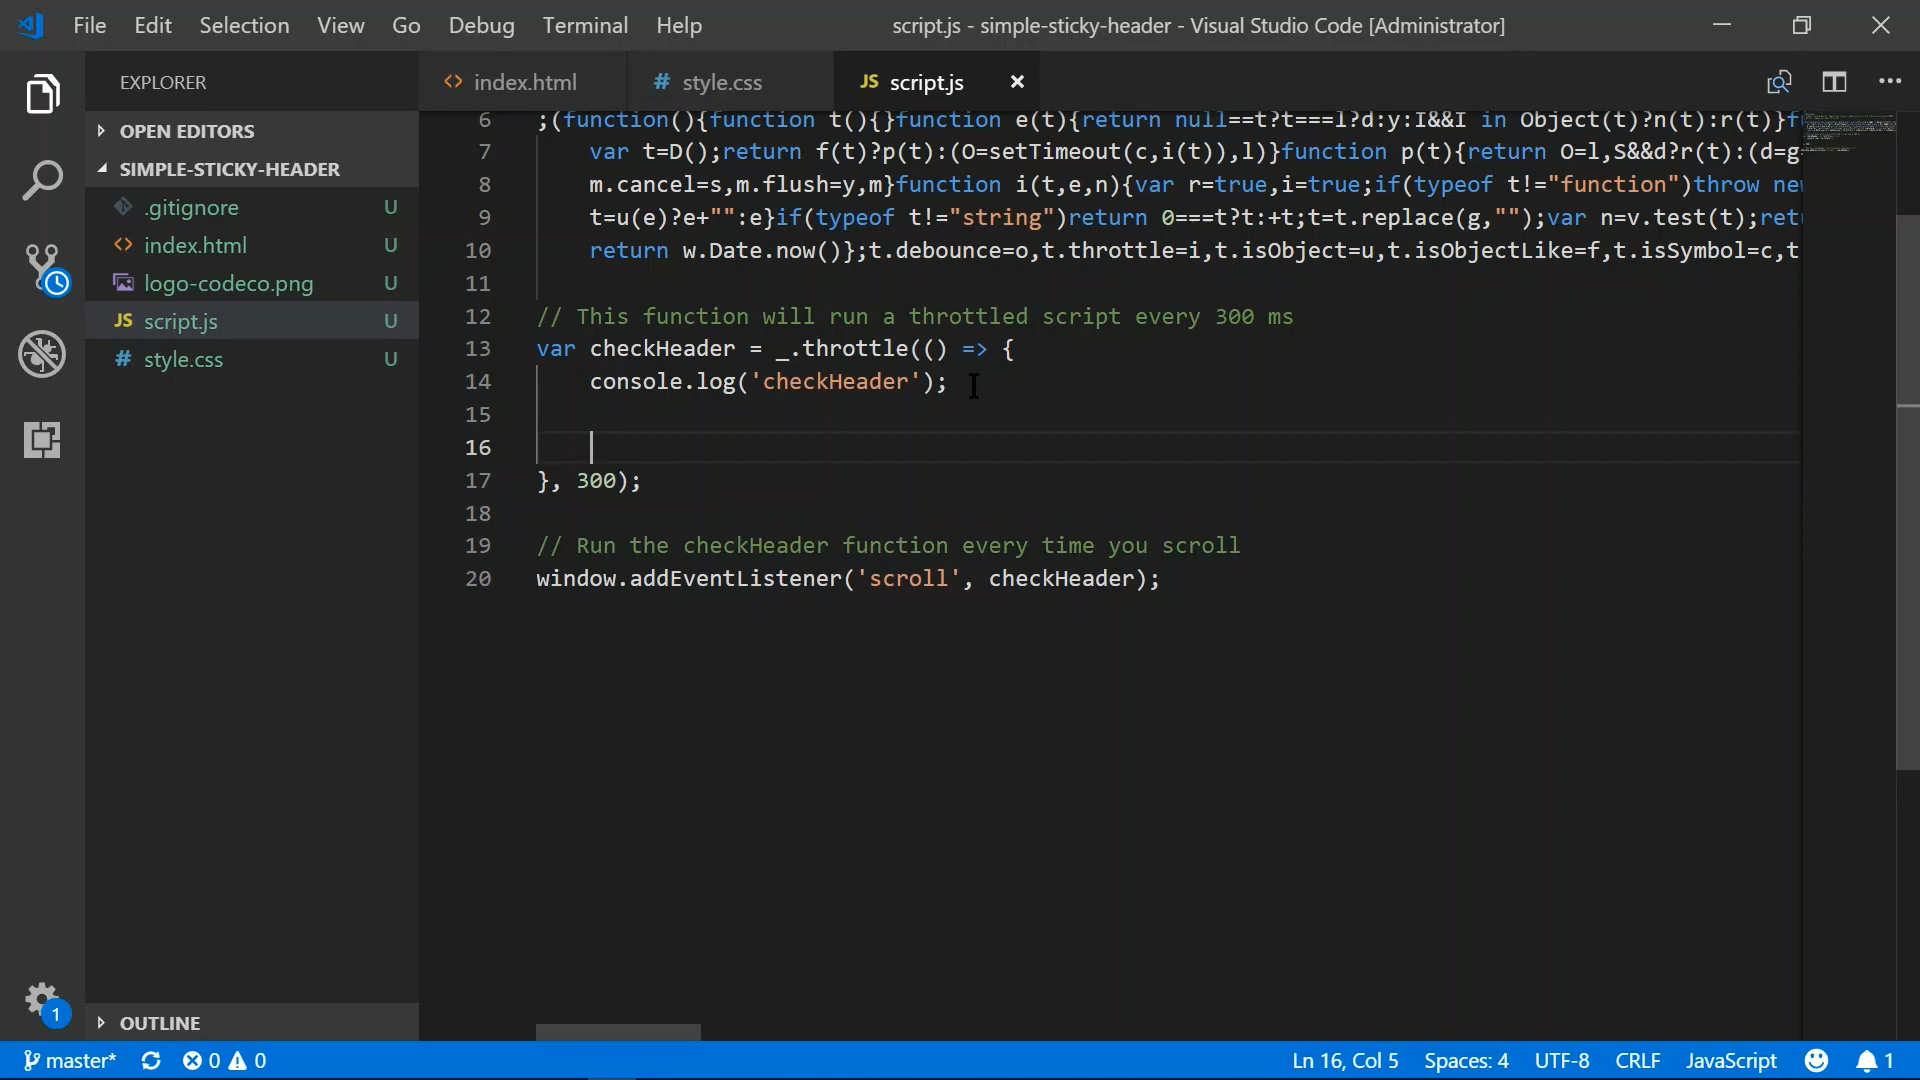 File Edit Selection View Go Debug Terminal Help
script.js - simple-sticky-header - Visual Studio Code [Administrator]
EXPLORER
OPEN EDITORS
SIMPLE-STICKY-HEADER
.gitignore U
<> index.html U
logo-codeco.png U
JS script.js U
# style.css U
OUTLINE
1
<> index.html
# style.css
JS script.js
6 ;(function(){function t(){}function e(t){return null==t?t===l?d:y:I&&I in Object(t)?n(t):r(t)}f
7 var t=D();return f(t)?p(t):(O=setTimeout(c,i(t)),l)}function p(t){return O=l,S&&d?r(t):(d=g
8 m.cancel=s,m.flush=y,m}function i(t,e,n){var r=true,i=true;if(typeof t!="function")throw new
9 t=u(e)?e+"":e}if(typeof t!="string")return 0===t?t:+t;t=t.replace(g,"");var n=v.test(t);ret
10 return w.Date.now()};t.debounce=o,t.throttle=i,t.isObject=u,t.isObjectLike=f,t.isSymbol=c,t
11
12 // This function will run a throttled script every 300 ms
13 var checkHeader = _.throttle(() => {
14 console.log('checkHeader');
15
16
17 }, 300);
18
19 // Run the checkHeader function every time you scroll
20 window.addEventListener('scroll', checkHeader);
master* 0 0
Ln 16, Col 5 Spaces: 4 UTF-8 CRLF JavaScript 1